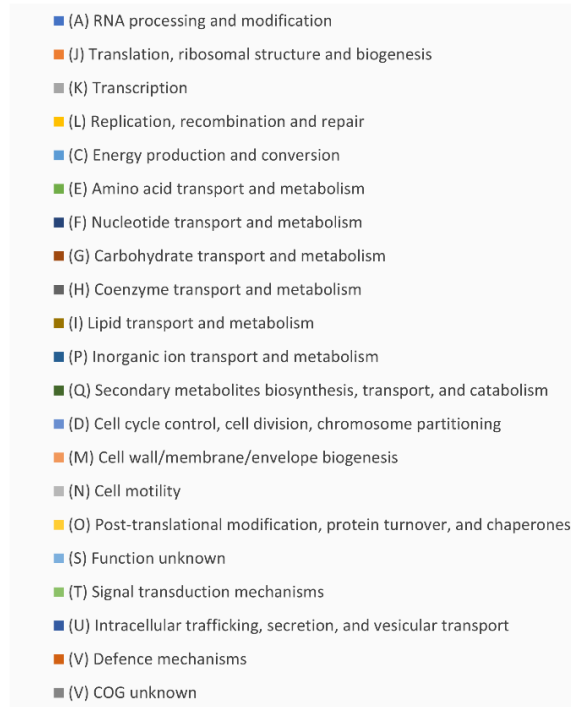 (A) RNA processing and modification
(J) Translation, ribosomal structure and biogenesis
(K) Transcription
(L) Replication, recombination and repair
(C) Energy production and conversion
(E) Amino acid transport and metabolism
(F) Nucleotide transport and metabolism
(G) Carbohydrate transport and metabolism
(H) Coenzyme transport and metabolism
(I) Lipid transport and metabolism
(P) Inorganic ion transport and metabolism
(Q) Secondary metabolites biosynthesis, transport, and catabolism
(D) Cell cycle control, cell division, chromosome partitioning
(M) Cell wall/membrane/envelope biogenesis
(N) Cell motility
(O) Post-translational modification, protein turnover, and chaperones
(S) Function unknown
(T) Signal transduction mechanisms
(U) Intracellular trafficking, secretion, and vesicular transport
(V) Defence mechanisms
(V) COG unknown